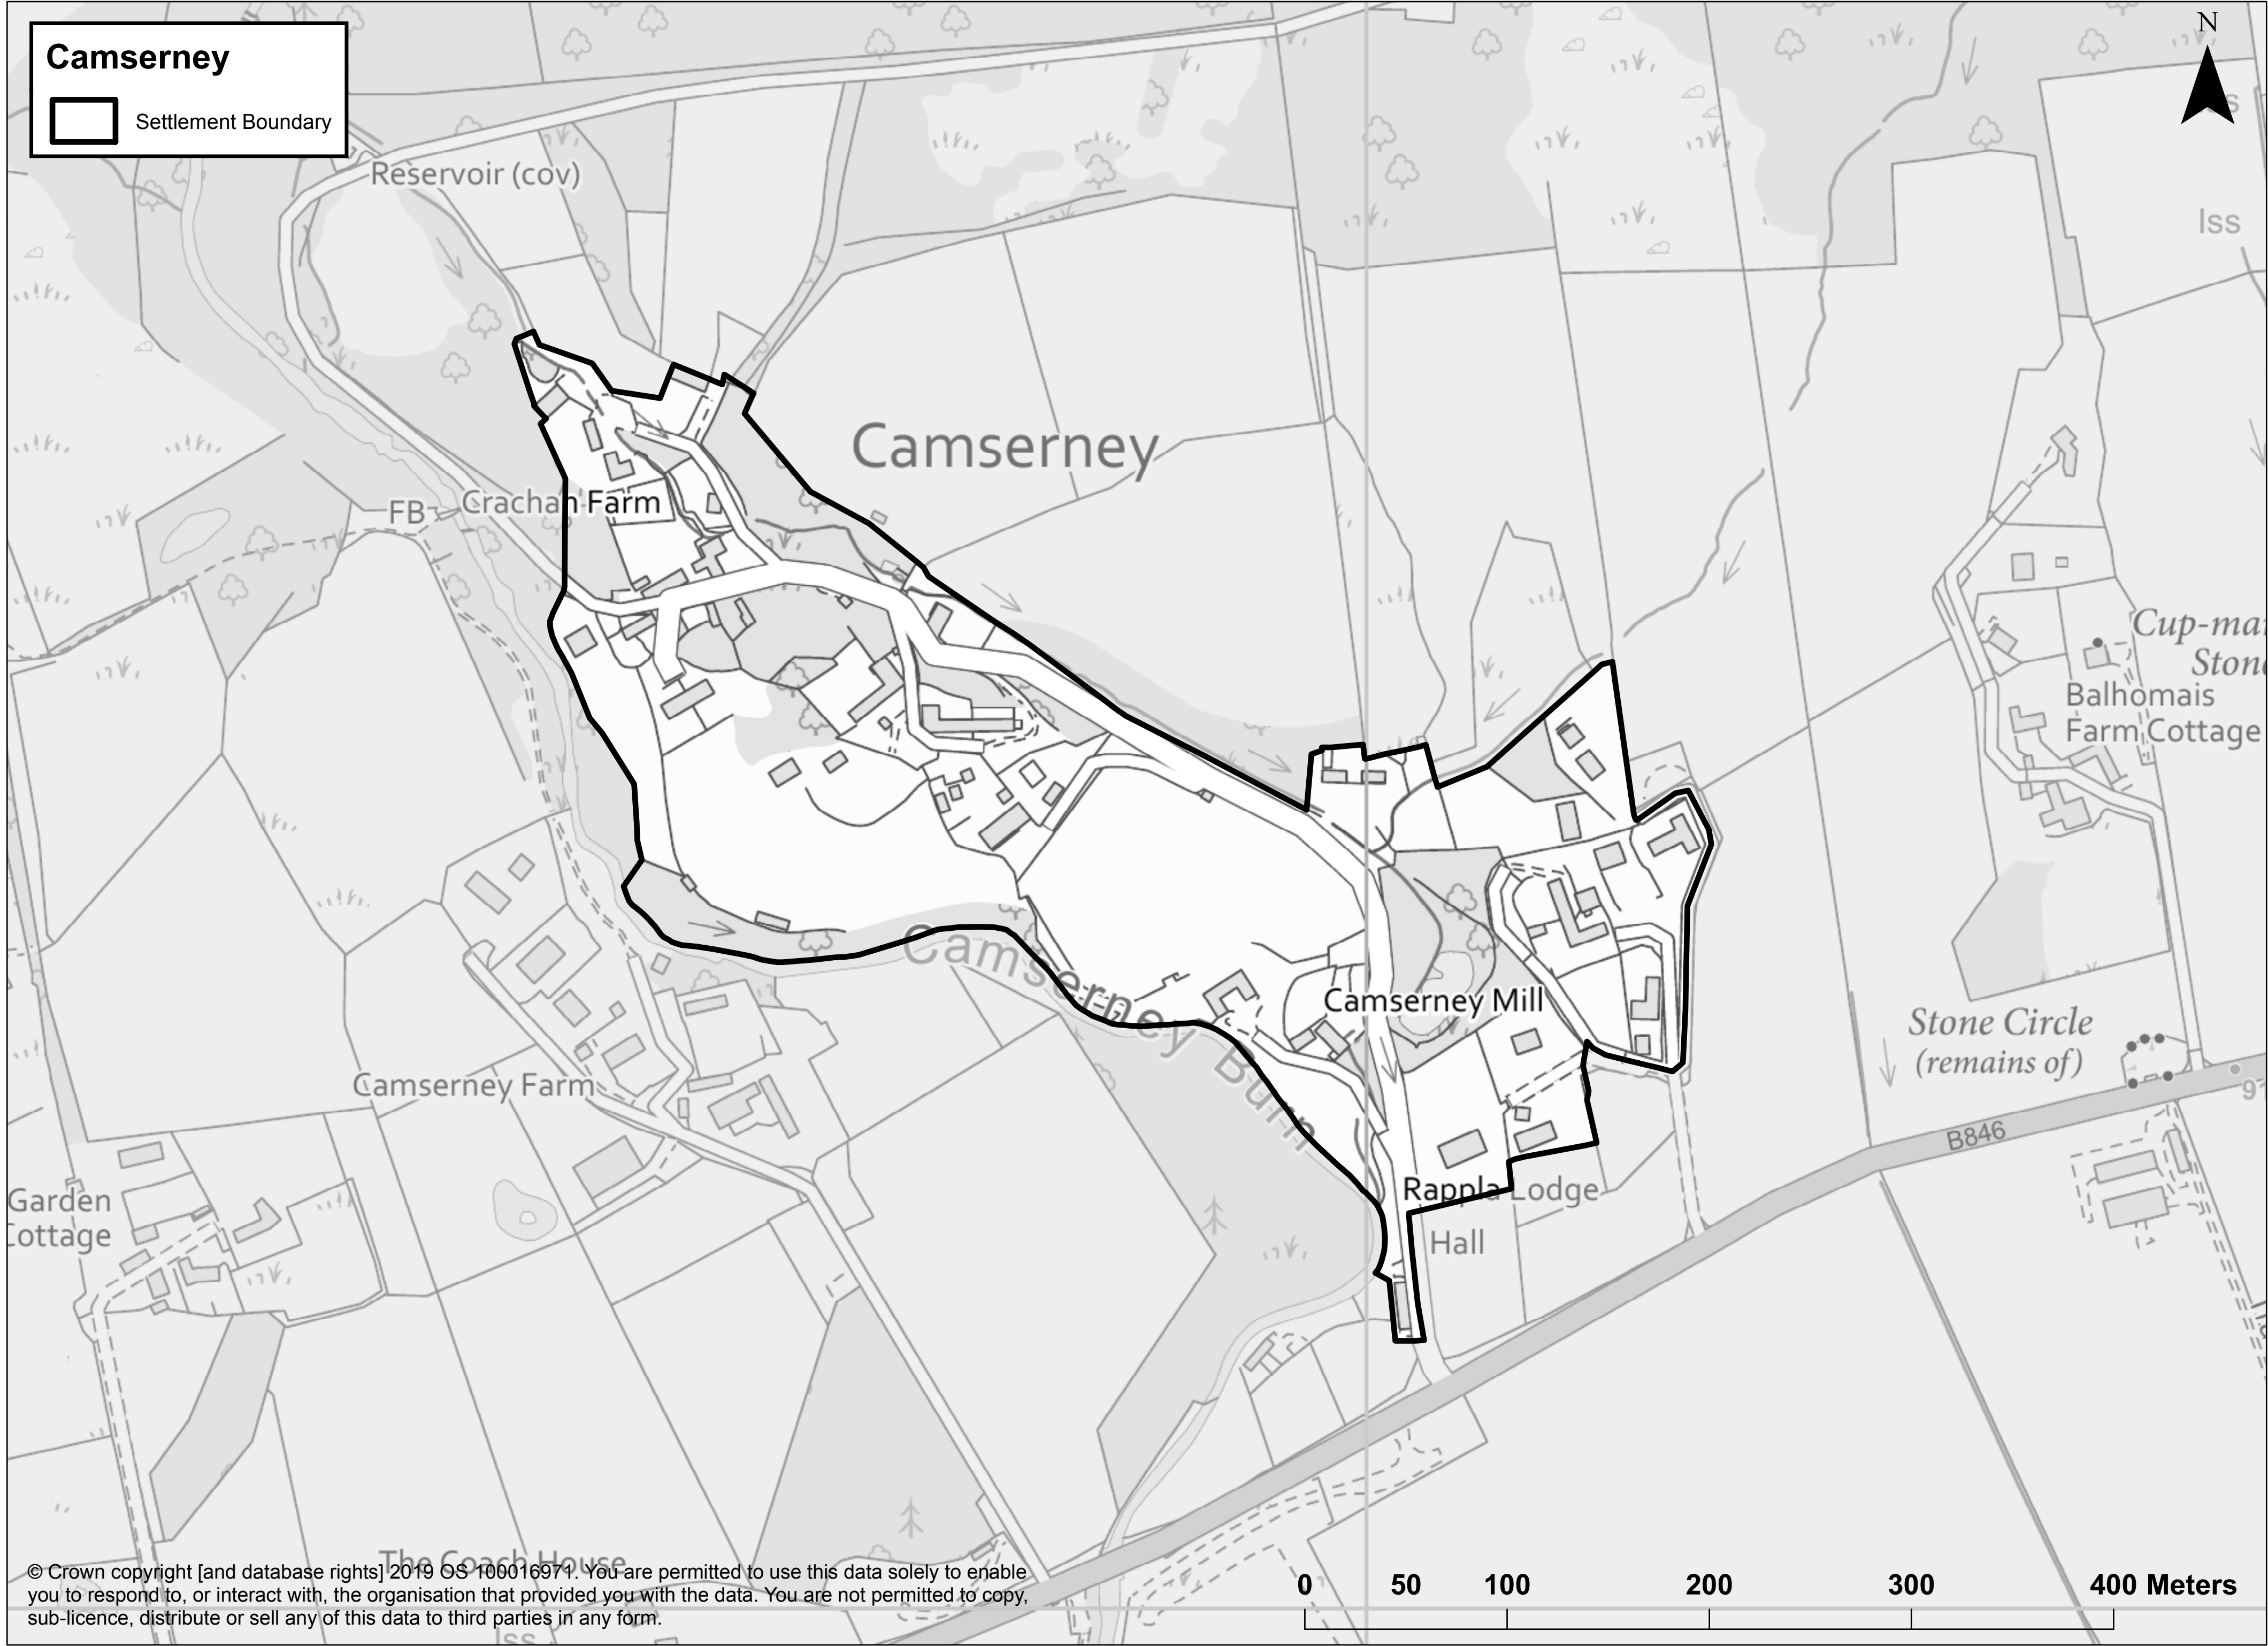 Camserney
Settlement Boundary
N
Reservoir (cov)
Iss
Camserney
FB
Crachan Farm
Balhomais
Farm Cottage
Camserney Burn
Camserney Mill
Stone Circle
(remains of)
Camserney Farm
B846
Rappla Lodge
Hall
Garden
Cottage
The Coach House
© Crown copyright [and database rights] 2019 OS 100016971. You are permitted to use this data solely to enable
you to respond to, or interact with, the organisation that provided you with the data. You are not permitted to copy,
sub-licence, distribute or sell any of this data to third parties in any form.
0 50 100 200 300 400 Meters
Iss